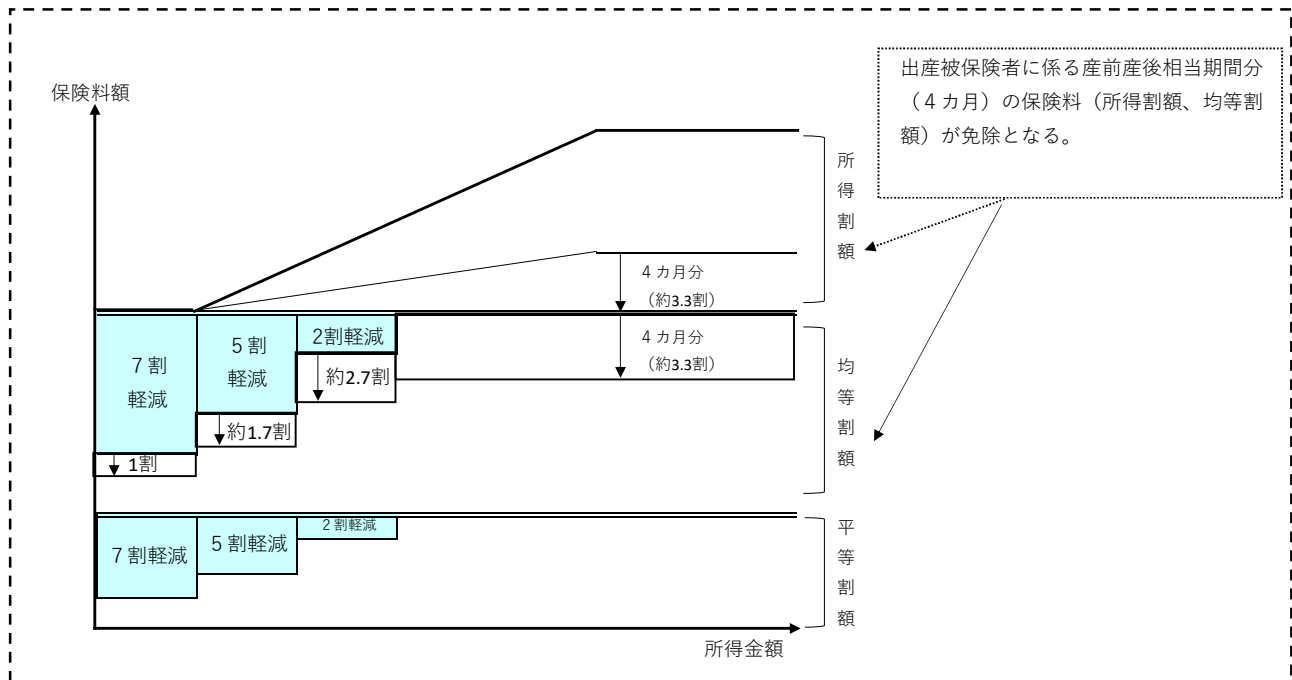 保険料額
出産被保険者に係る産前産後相当期間分
（４カ月）の保険料（所得割額、均等割
額）が免除となる。
所得割額
４カ月分
（約3.3割）
４カ月分
（約3.3割）
７割
軽減
５割
軽減
2割軽減
約2.7割
約1.7割
1割
均等割額
７割軽減
５割軽減
２割軽減
平等割額
所得金額